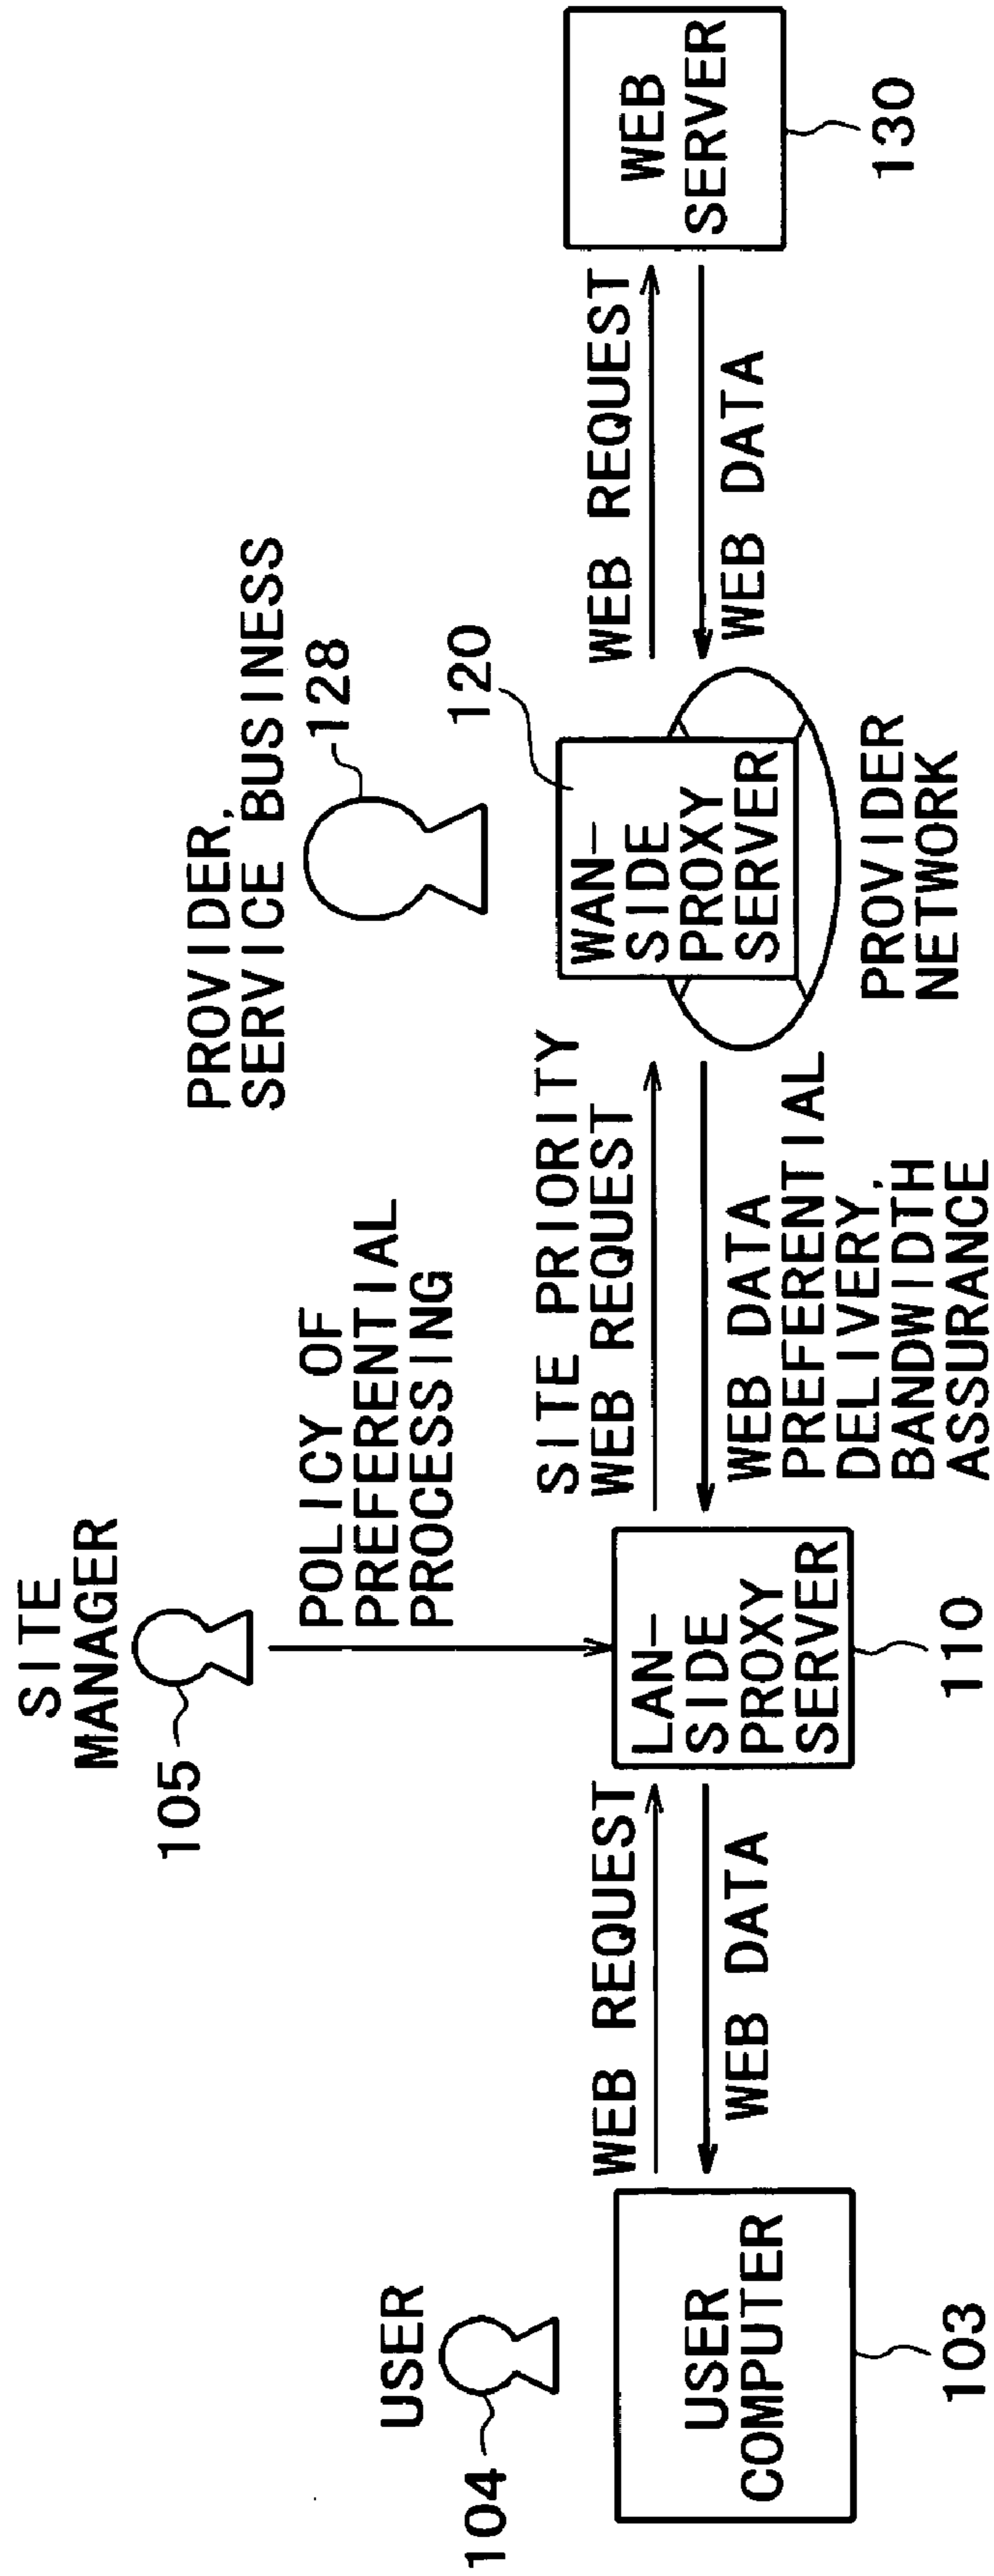 SITE
MANAGER
105
POLICY OF
PREFERENTIAL
PROCESSING
PROVIDER,
SERVICE BUSINESS
128
USER
104
USER
COMPUTER
103
WEB REQUEST
WEB DATA
LAN-
SIDE
PROXY
SERVER
110
SITE PRIORITY
WEB REQUEST
WEB DATA
PREFERENTIAL
DELIVERY,
BANDWIDTH
ASSURANCE
120
WAN-
SIDE
PROXY
SERVER
PROVIDER
NETWORK
WEB REQUEST
WEB DATA
WEB
SERVER
130